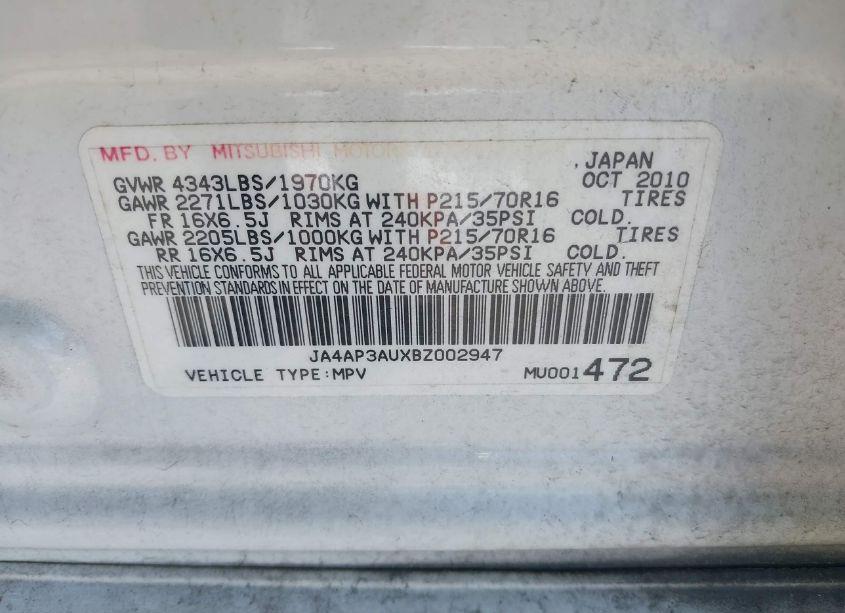 MFD. BY MITSUBISHI MOTORS , JAPAN
GVWR 4343LBS/1970KG OCT 2010
GAWR 2271LBS/1030KG WITH P215/70R16 TIRES
FR 16X6.5J RIMS AT 240KPA/35PSI COLD.
GAWR 2205LBS/1000KG WITH P215/70R16 TIRES
RR 16X6.5J RIMS AT 240KPA/35PSI COLD.
THIS VEHICLE CONFORMS TO ALL APPLICABLE FEDERAL MOTOR VEHICLE SAFETY AND THEFT
PREVENTION STANDARDS IN EFFECT ON THE DATE OF MANUFACTURE SHOWN ABOVE.
JA4AP3AUXBZ002947
VEHICLE TYPE:MPV MU001472